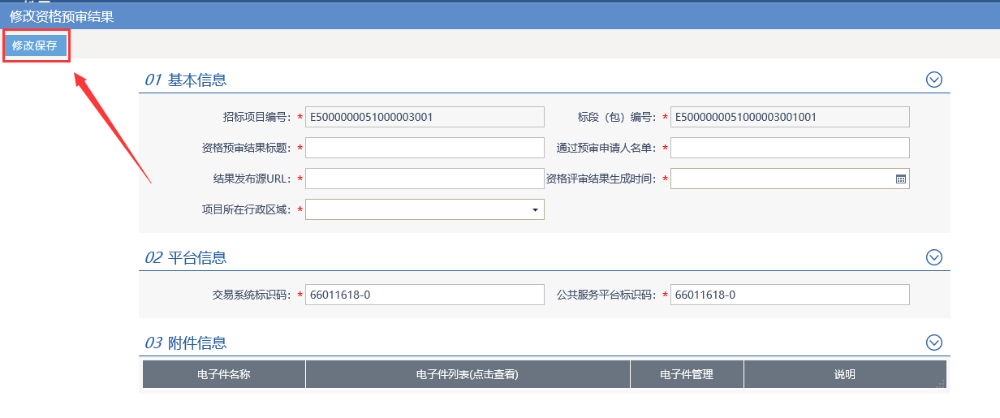 修改资格预审结果
修改保存
01 基本信息
招标项目编号：* E5000000051000003001 标段（包）编号：* E5000000051000003001001
资格预审结果标题：* 通过预审申请人名单：*
结果发布源URL：* 资格评审结果生成时间：*
项目所在行政区域：*
02 平台信息
交易系统标识码：* 66011618-0 公共服务平台标识码：* 66011618-0
03 附件信息
电子件名称 电子件列表(点击查看) 电子件管理 说明